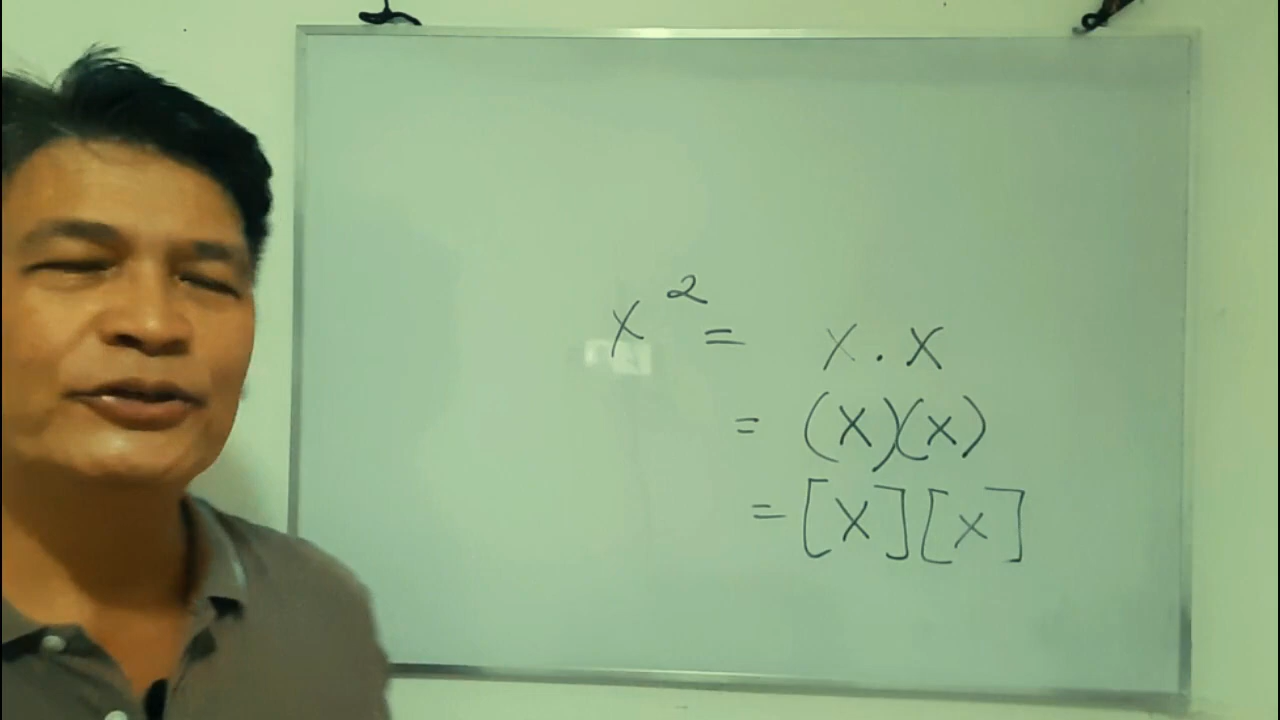 x² = x . x
= (x)(x)
= [x][x]